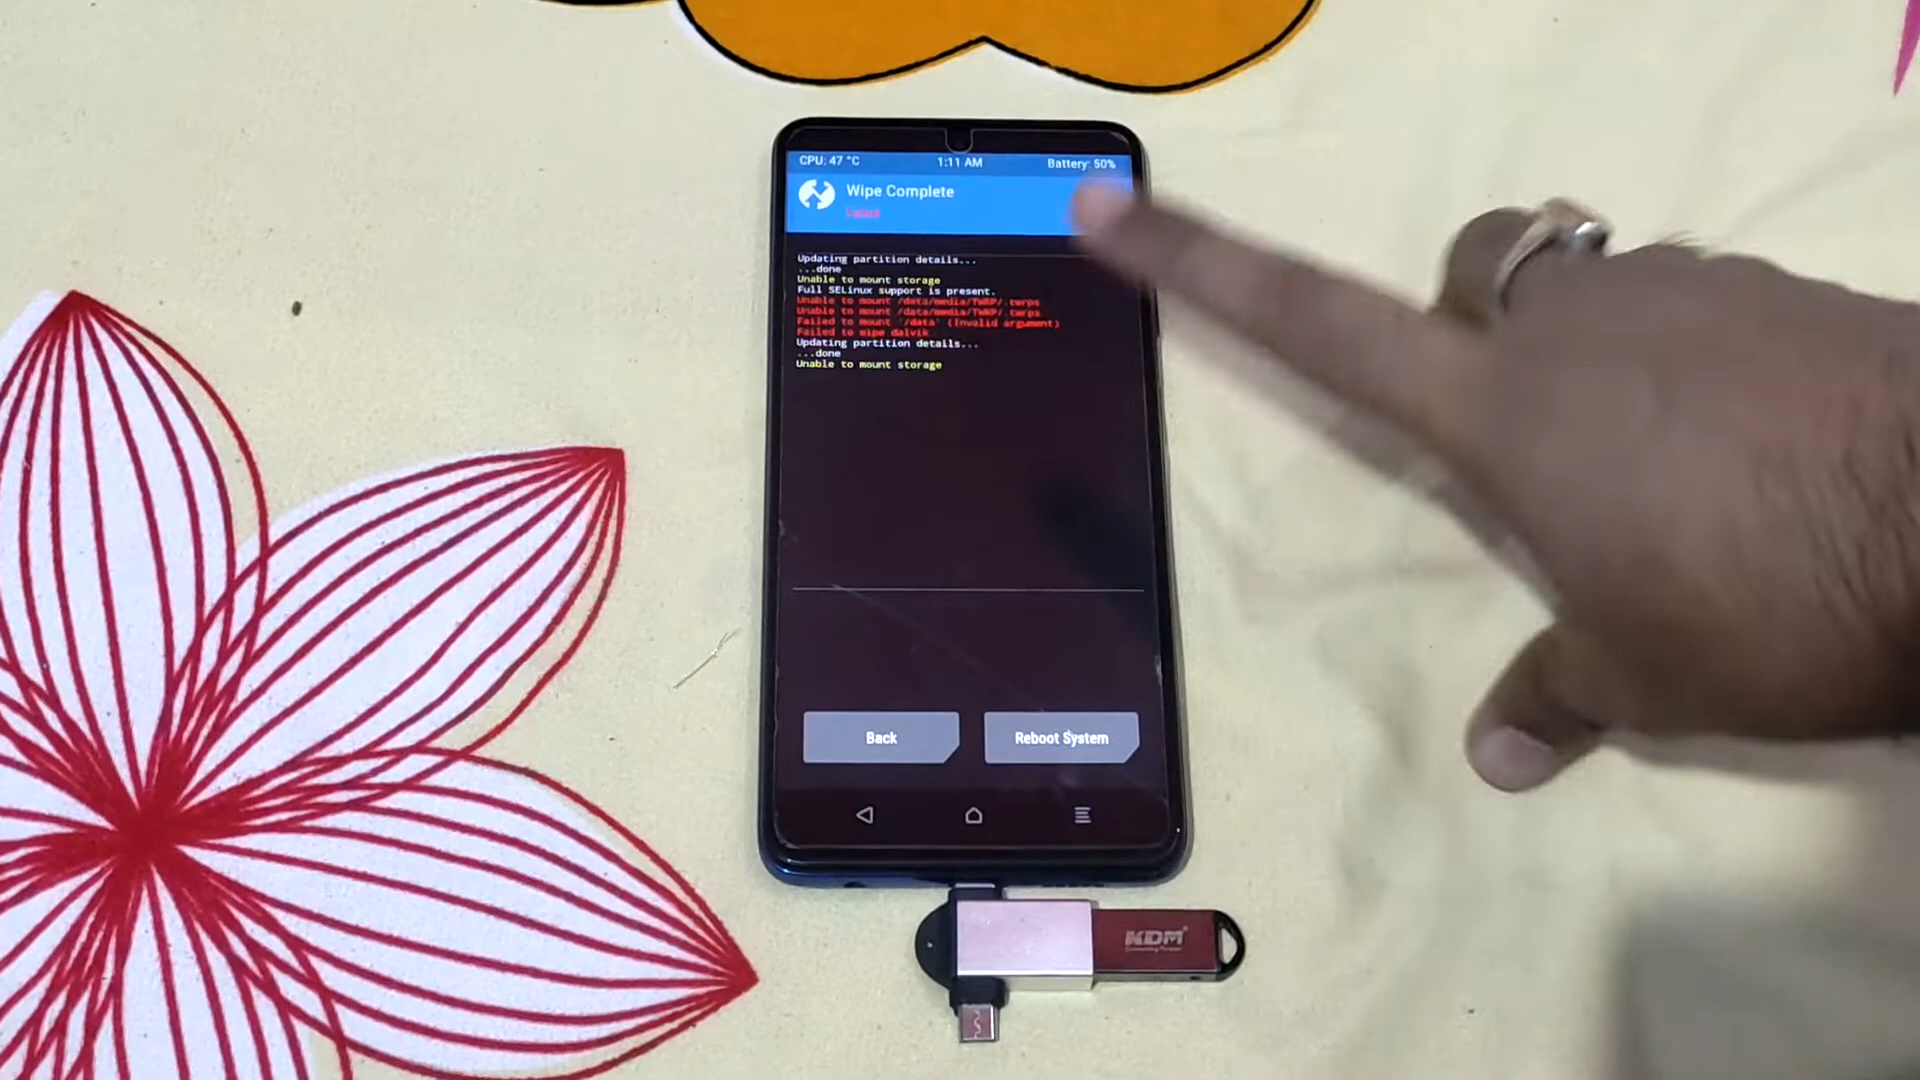 CPU: 47 °C 1:11 AM Battery: 50%
Wipe Complete
Failed
Updating partition details...
...done
Unable to mount storage
Full SELinux support is present.
Unable to mount /data/media/TWRP/.twrps
Unable to mount /data/media/TWRP/.twrps
Failed to mount '/data' (Invalid argument)
Failed to wipe dalvik
Updating partition details...
...done
Unable to mount storage
Back
Reboot System
KDM